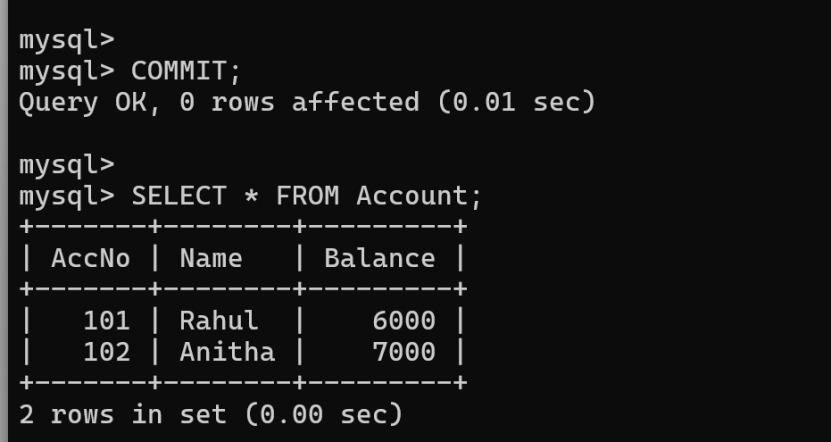 mysql>
mysql> COMMIT;
Query OK, 0 rows affected (0.01 sec)
mysql>
mysql> SELECT * FROM Account;
+-------+--------+---------+
| AccNo | Name   | Balance |
+-------+--------+---------+
|   101 | Rahul  |    6000 |
|   102 | Anitha |    7000 |
+-------+--------+---------+
2 rows in set (0.00 sec)